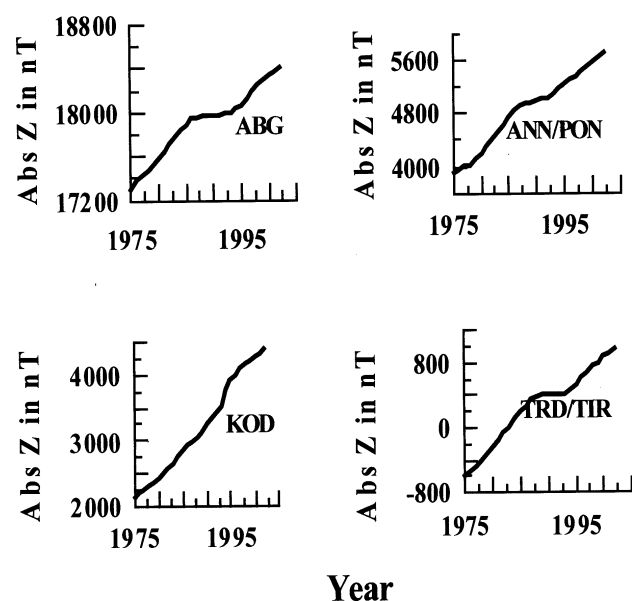 Abs Z in nT
18800
18000
17200
ABG
1975
1995
Abs Z in nT
5600
4800
4000
ANN/PON
1975
1995
Abs Z in nT
4000
3000
2000
KOD
1975
1995
Abs Z in nT
800
0
-800
TRD/TIR
1975
1995
Year